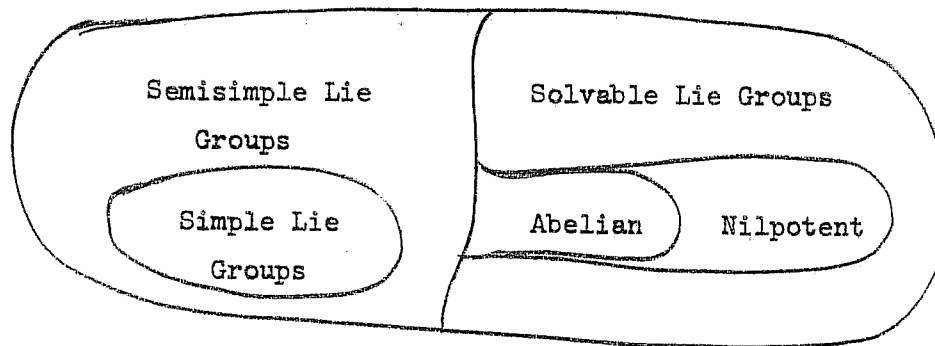 Semisimple Lie
Groups
Solvable Lie Groups
Simple Lie
Groups
Abelian
Nilpotent